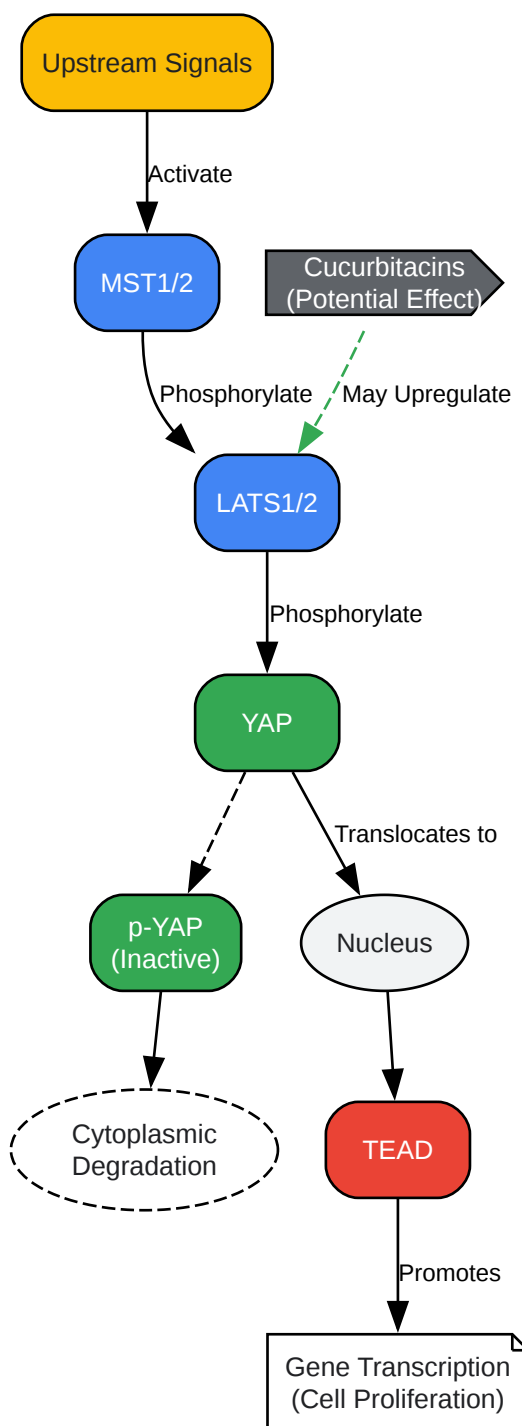 Upstream Signals
Activate
MST1/2
Cucurbitacins
(Potential Effect)
Phosphorylate
May Upregulate
LATS1/2
Phosphorylate
YAP
Translocates to
p-YAP
(Inactive)
Nucleus
Cytoplasmic
Degradation
TEAD
Promotes
Gene Transcription
(Cell Proliferation)